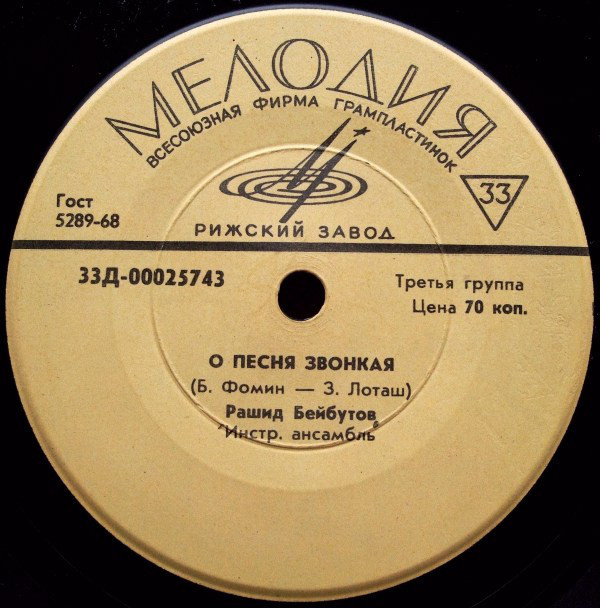 МЕЛОДИЯ
ВСЕСОЮЗНАЯ ФИРМА ГРАМПЛАСТИНОК
33
Гост
5289-68
РИЖСКИЙ ЗАВОД
33Д-00025743
Третья группа
Цена 70 коп.
О ПЕСНЯ ЗВОНКАЯ
(Б. Фомин — З. Лоташ)
Рашид Бейбутов
Инстр. ансамбль